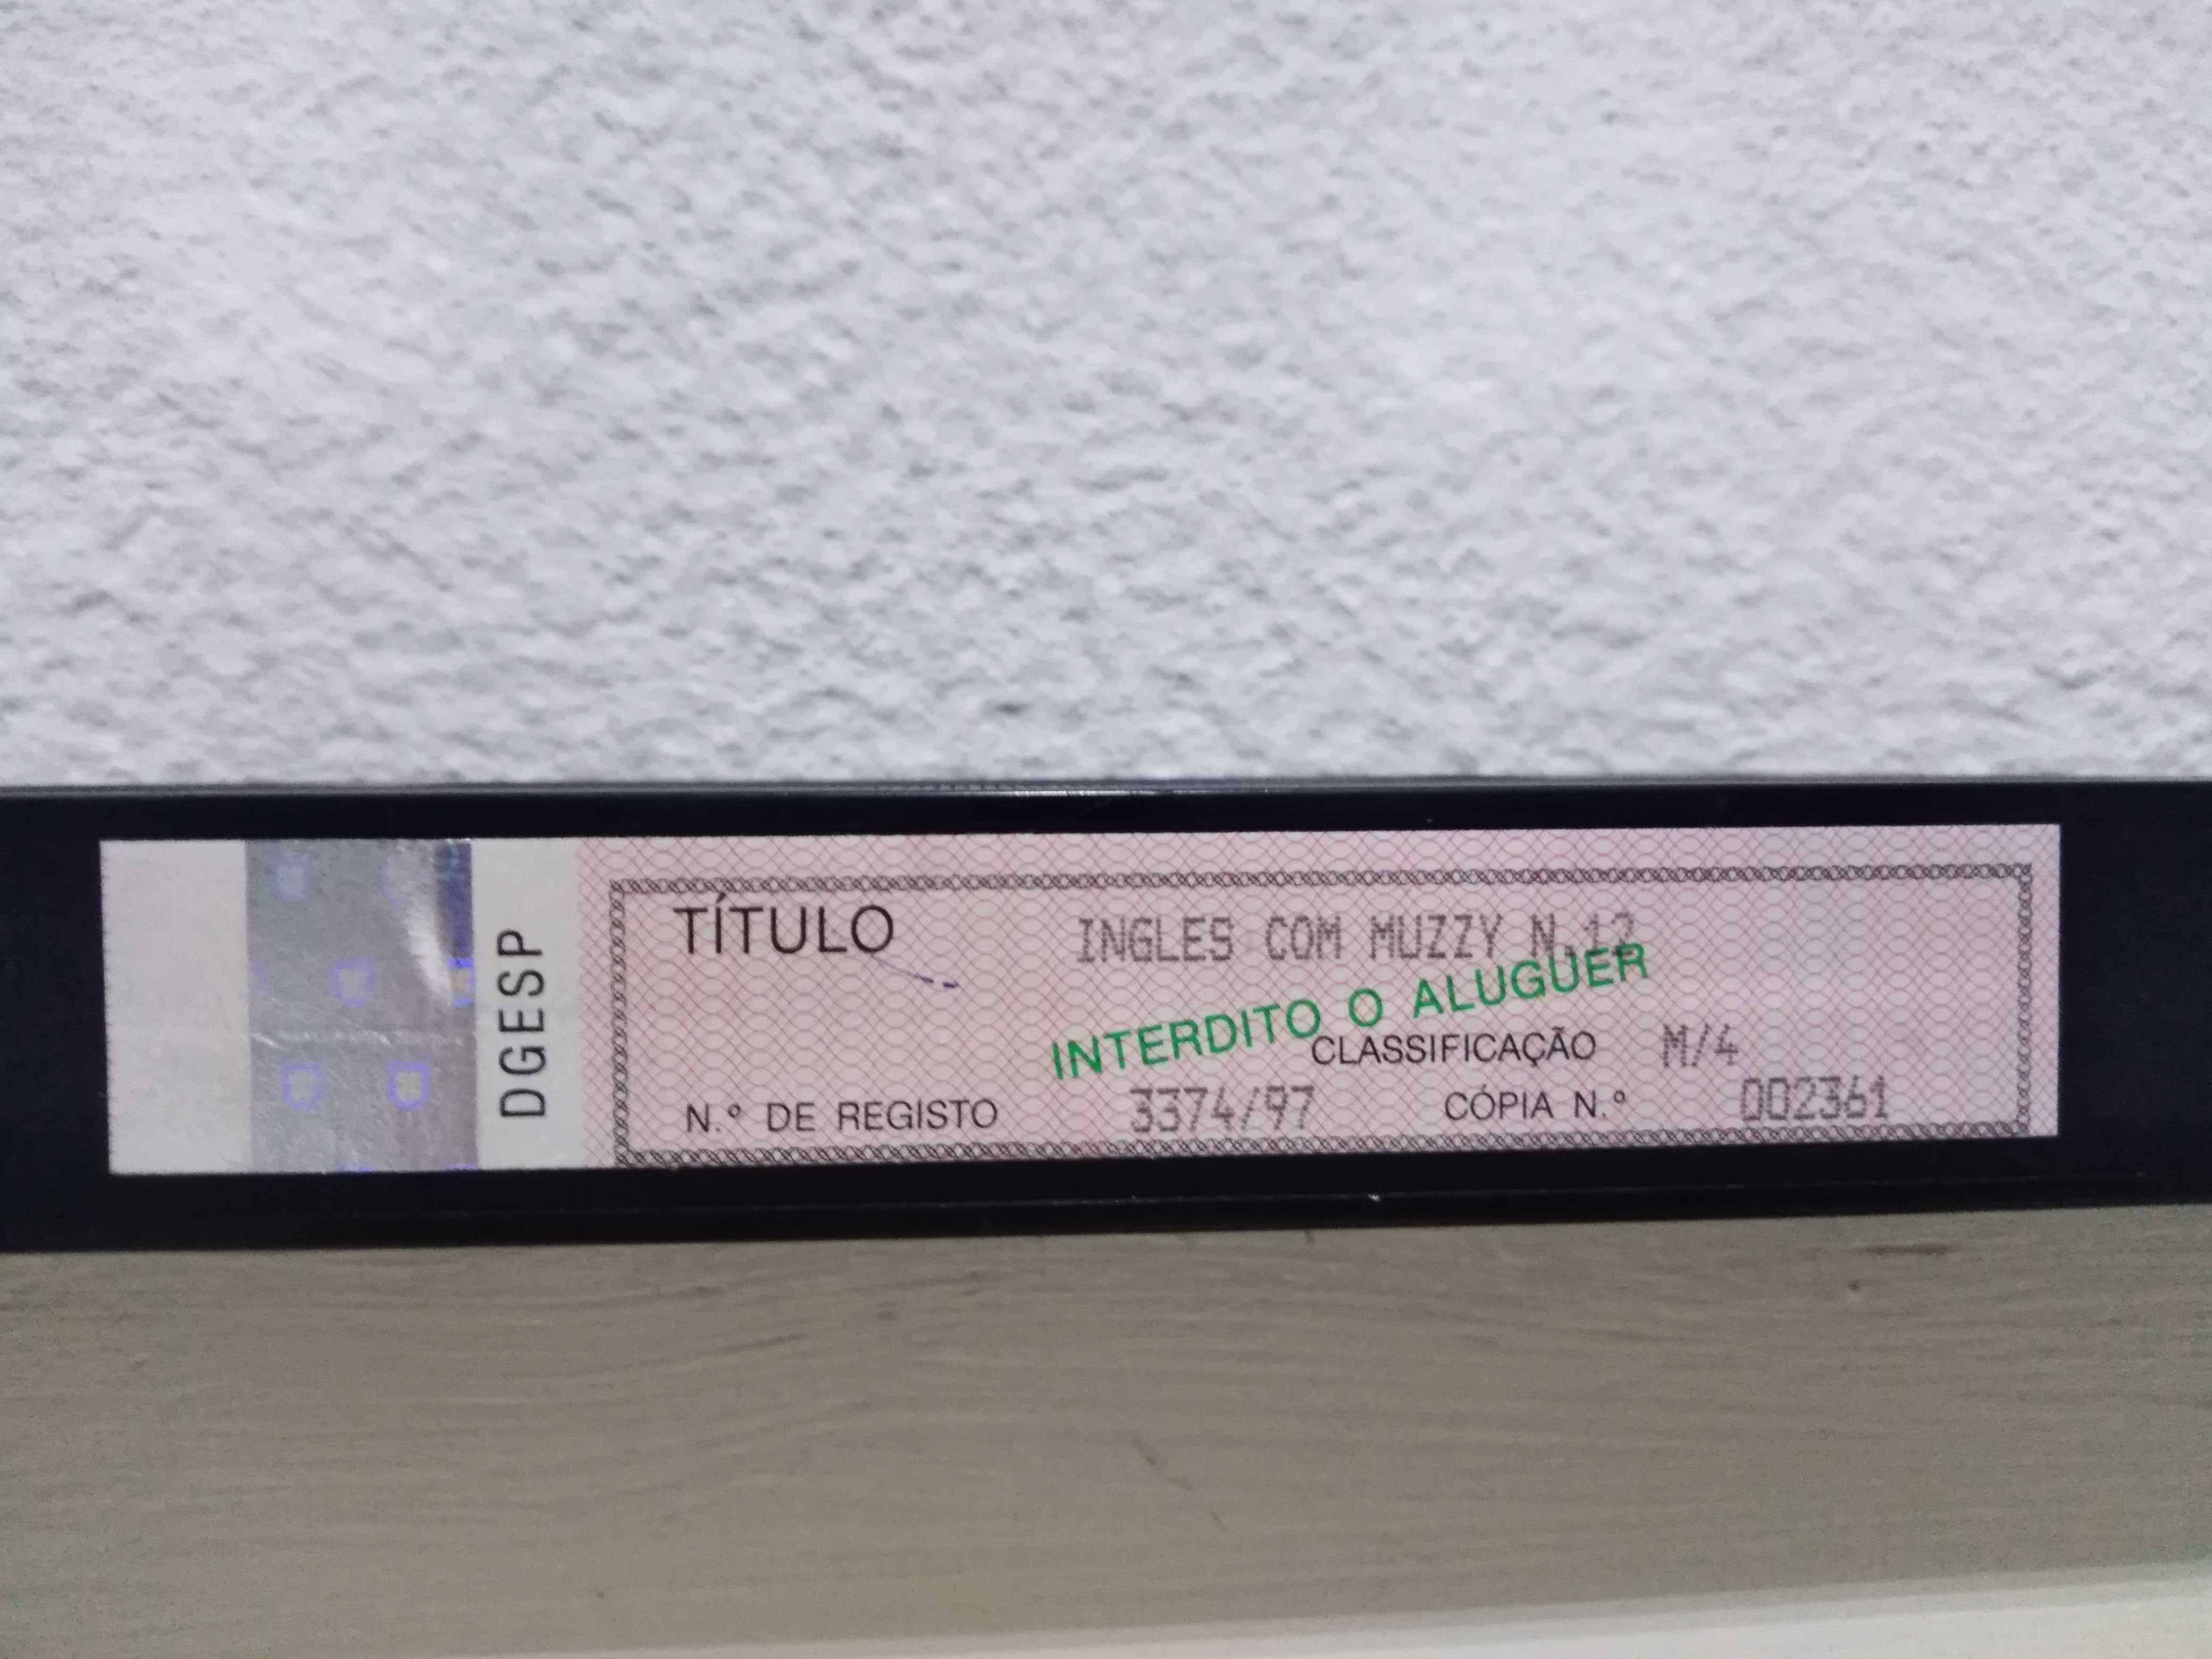 DGESP
TÍTULO INGLES COM MUZZY N.12
INTERDITO O ALUGUER
CLASSIFICAÇÃO M/4
N.º DE REGISTO 3374/97 CÓPIA N.º 002361